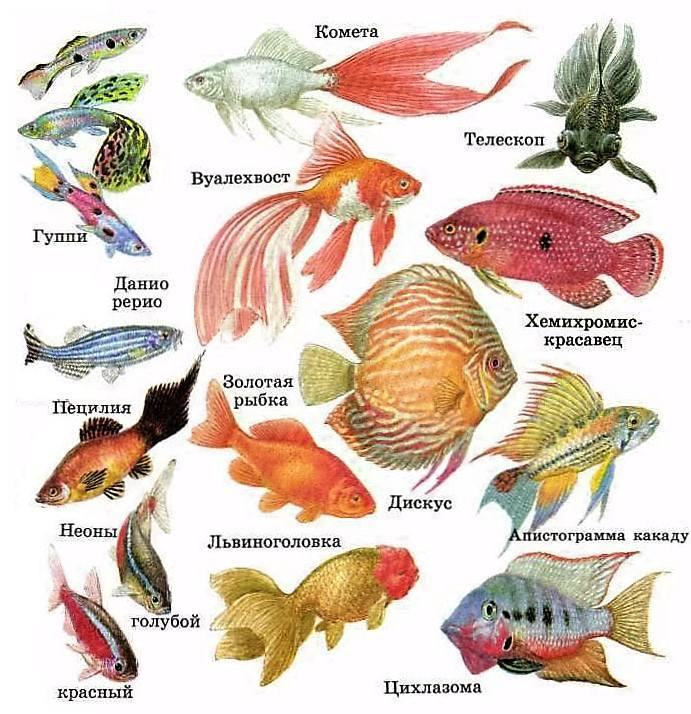 Комета
Телескоп
Вуалехвост
Гуппи
Данио
рерио
Хемихромис-
красавец
Золотая
рыбка
Пецилия
Дискус
Неоны
Апистограмма какаду
Львиноголовка
голубой
красный
Цихлазома